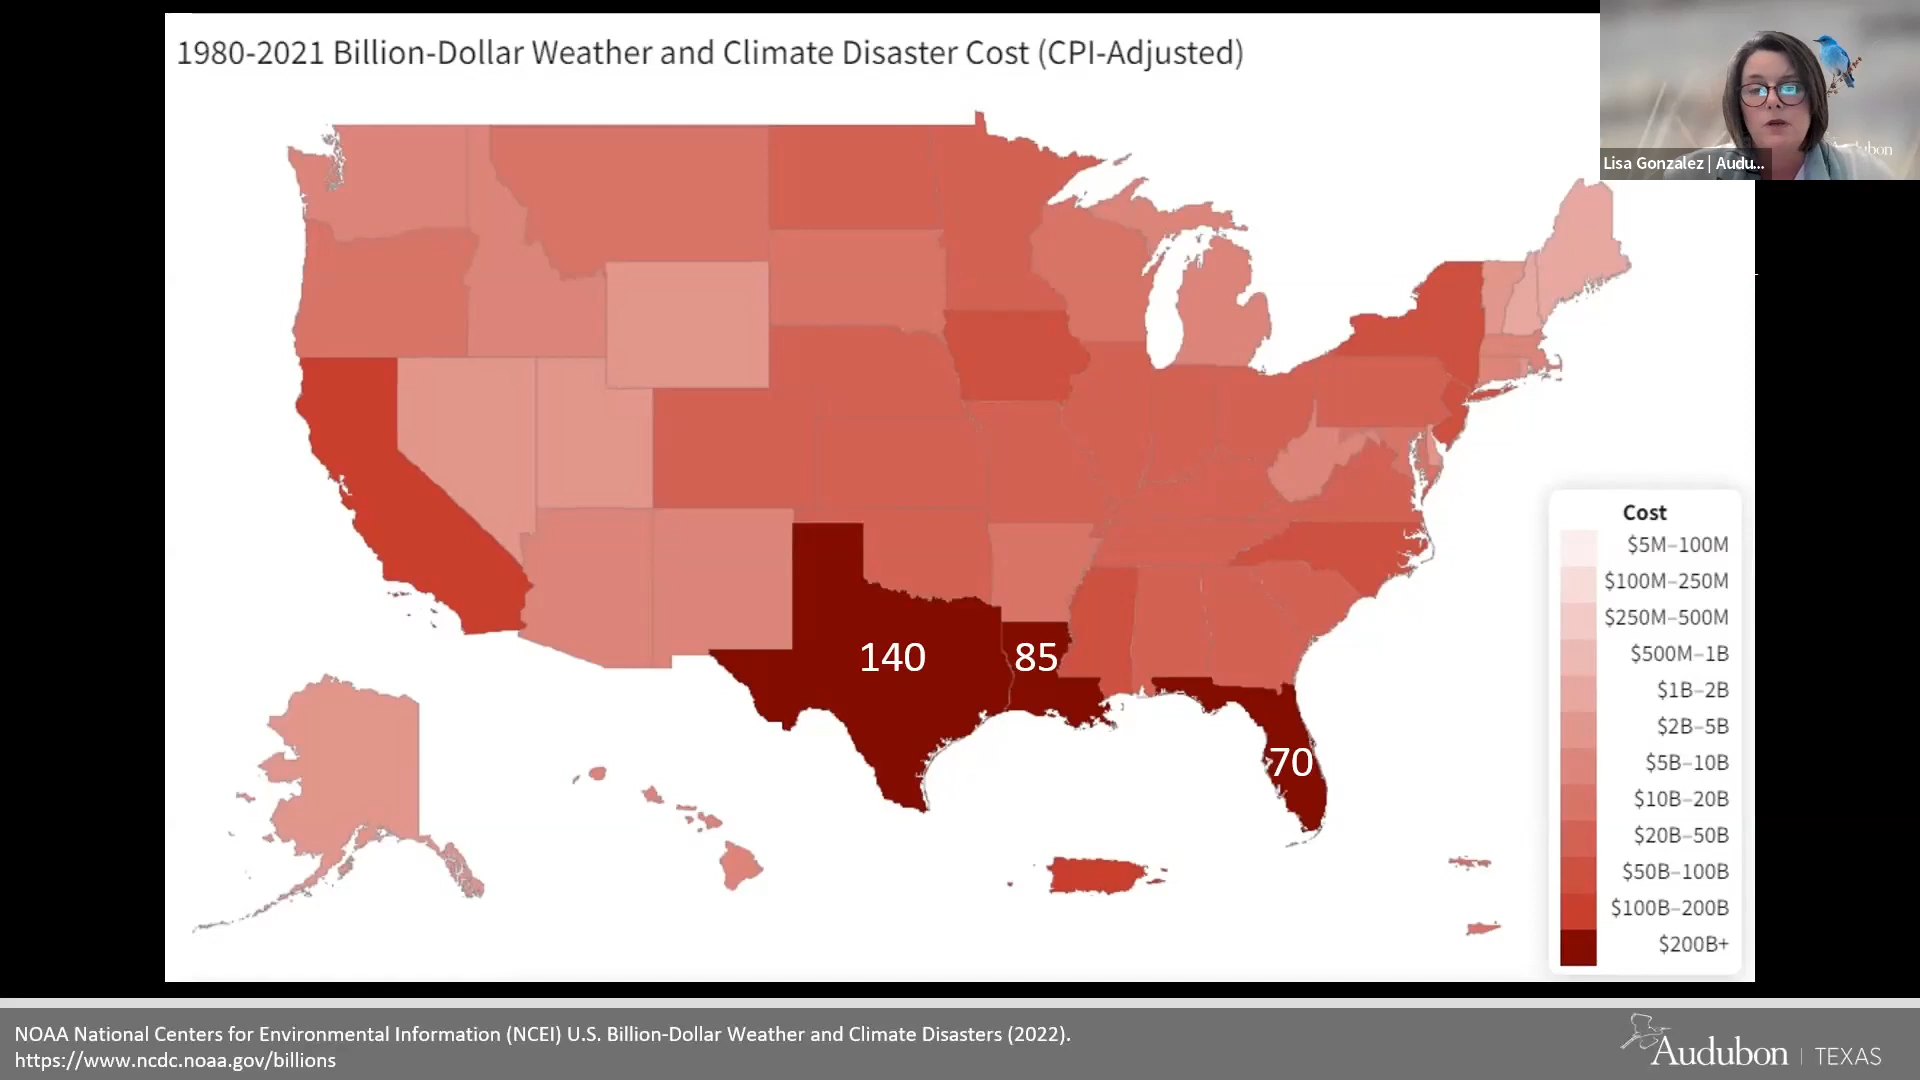 1980-2021 Billion-Dollar Weather and Climate Disaster Cost (CPI-Adjusted)
Lisa Gonzalez | Audu...
140
85
70
Cost
$5M–100M
$100M–250M
$250M–500M
$500M–1B
$1B–2B
$2B–5B
$5B–10B
$10B–20B
$20B–50B
$50B–100B
$100B–200B
$200B+
NOAA National Centers for Environmental Information (NCEI) U.S. Billion-Dollar Weather and Climate Disasters (2022).
https://www.ncdc.noaa.gov/billions
Audubon | TEXAS